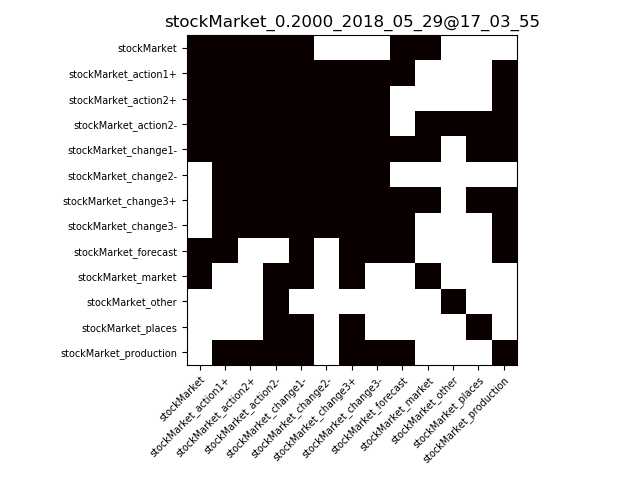 stockMarket_0.2000_2018_05_29@17_03_55
stockMarket
stockMarket_action1+
stockMarket_action2+
stockMarket_action2-
stockMarket_change1-
stockMarket_change2-
stockMarket_change3+
stockMarket_change3-
stockMarket_forecast
stockMarket_market
stockMarket_other
stockMarket_places
stockMarket_production
stockMarket
stockMarket_action1+
stockMarket_action2+
stockMarket_action2-
stockMarket_change1-
stockMarket_change2-
stockMarket_change3+
stockMarket_change3-
stockMarket_forecast
stockMarket_market
stockMarket_other
stockMarket_places
stockMarket_production